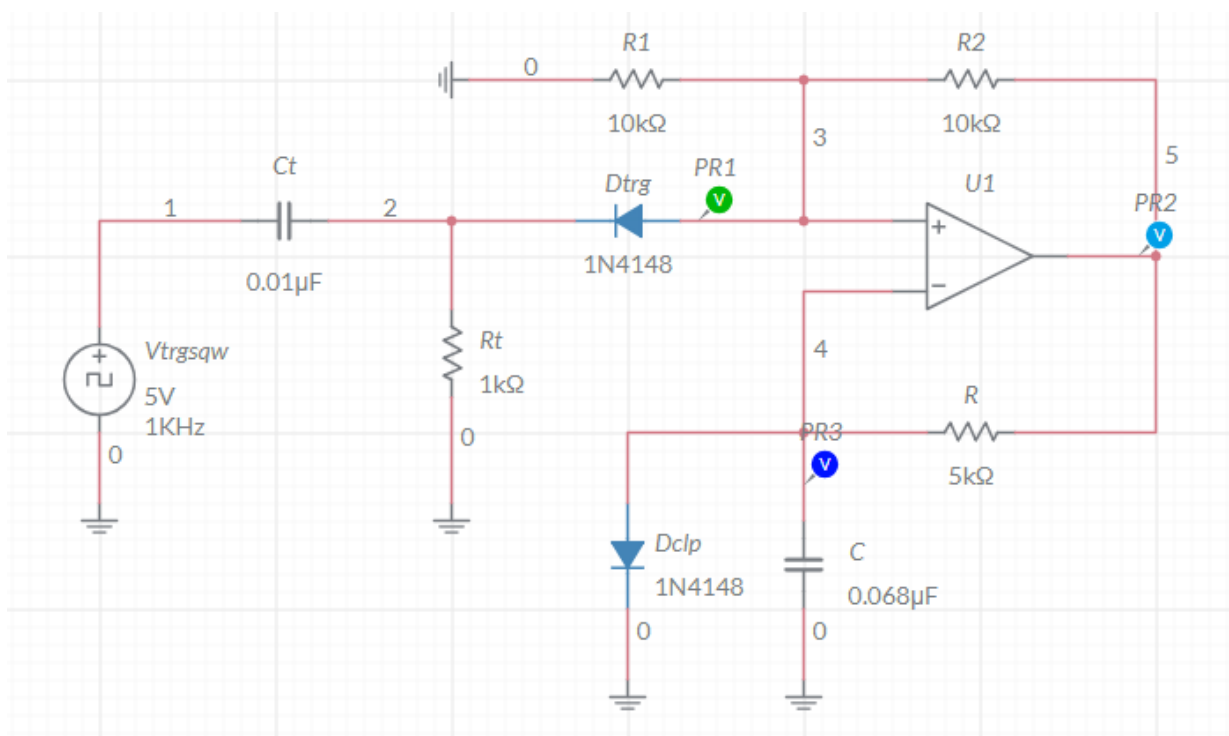 R1
R2
0
10kΩ
10kΩ
3
5
Ct
Dtrg
PR1
V
U1
PR2
V
1
2
+
1N4148
−
0.01µF
Vtrgsqw
+
5V
1KHz
Rt
1kΩ
4
R
PR3
V
0
0
5kΩ
Dclp
1N4148
C
0.068µF
0
0